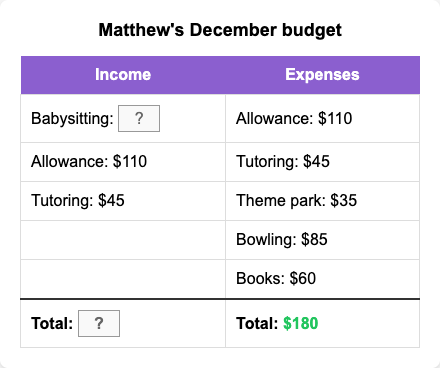 Matthew's December budget
Income Expenses
Babysitting: ? Allowance: $110
Allowance: $110 Tutoring: $45
Tutoring: $45 Theme park: $35
Bowling: $85
Books: $60
Total: ? Total: $180